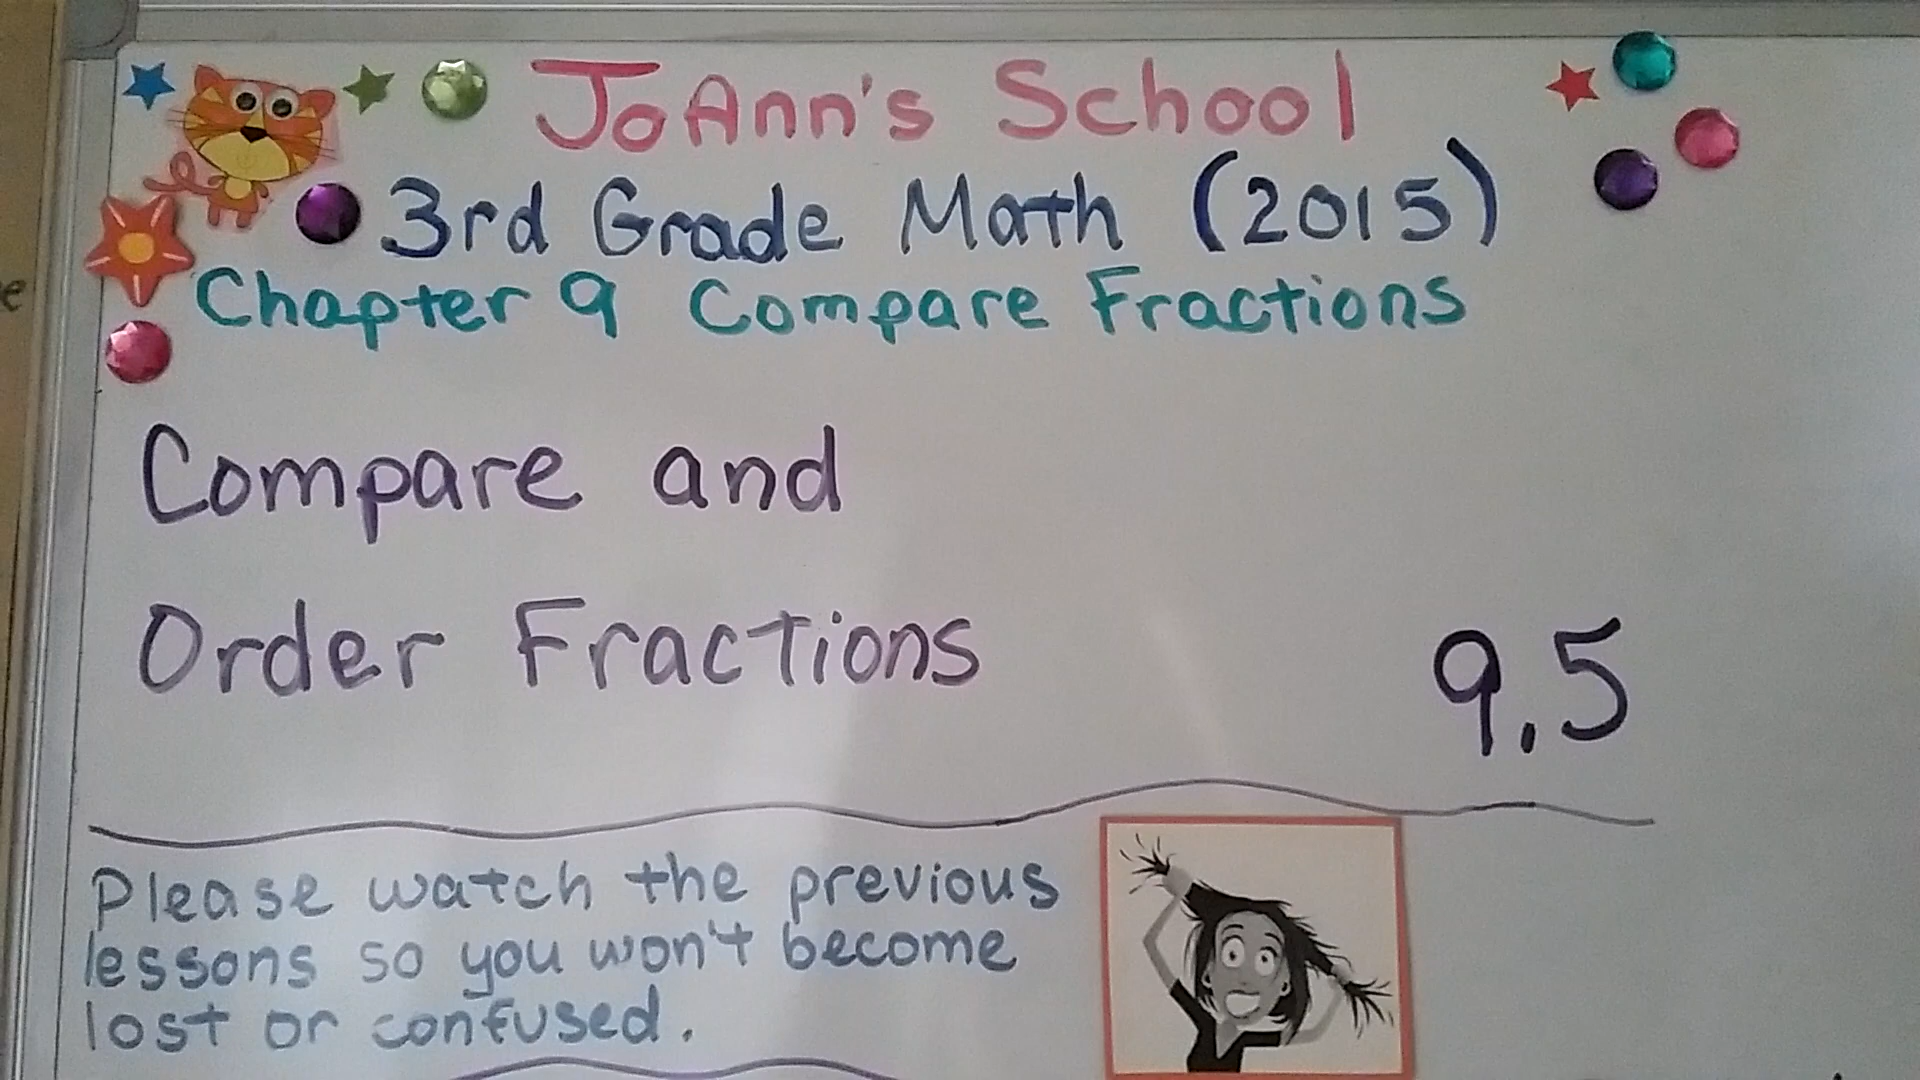 JoAnn's School
3rd Grade Math (2015)
Chapter 9 Compare Fractions
Compare and
Order Fractions 9.5
Please watch the previous
lessons so you won't become
lost or confused.